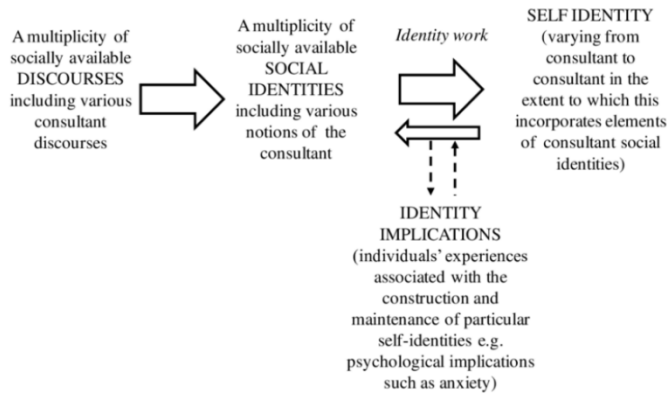 A multiplicity of
socially available
DISCOURSES
including various
consultant
discourses
A multiplicity of
socially available
SOCIAL
IDENTITIES
including various
notions of the
consultant
Identity work
SELF IDENTITY
(varying from
consultant to
consultant in the
extent to which this
incorporates elements
of consultant social
identities)
IDENTITY
IMPLICATIONS
(individuals' experiences
associated with the
construction and
maintenance of particular
self-identities e.g.
psychological implications
such as anxiety)